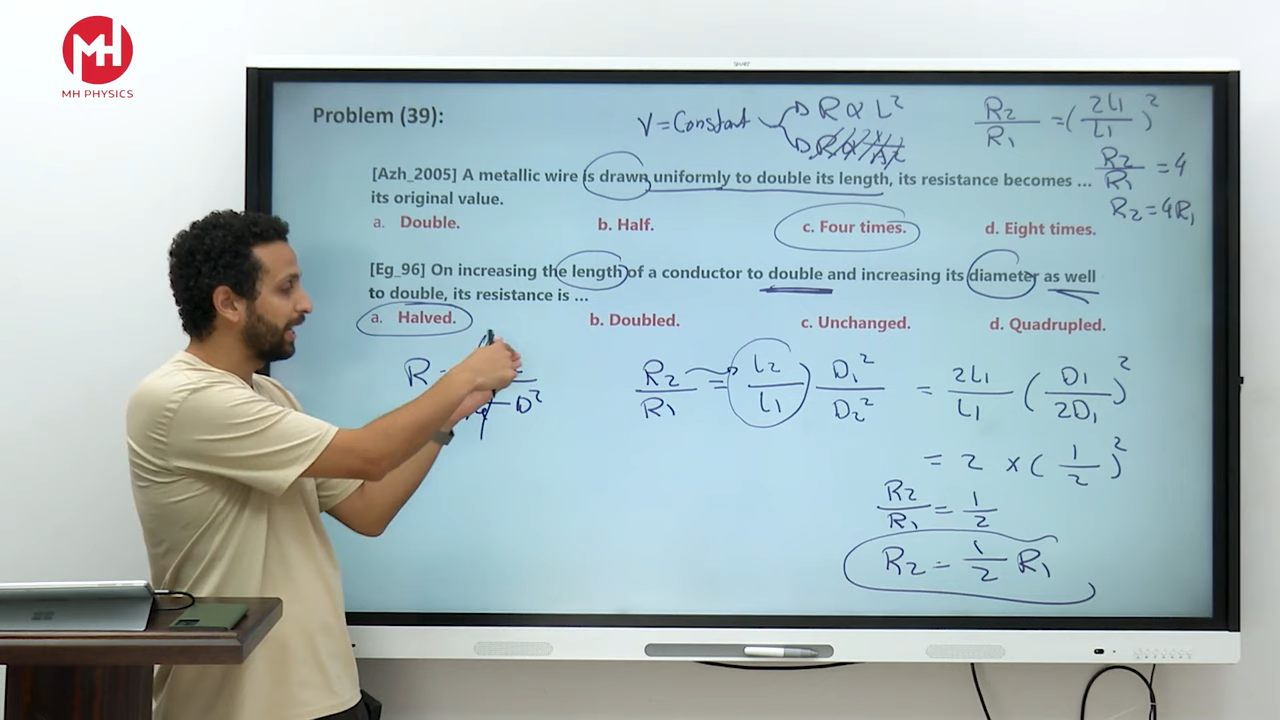 MH
MH PHYSICS
SMART
Problem (39):
V = Constant
R α L²
R₂/R₁ = (2L₁/L₁)²
R₂/R₁ = 4
R₂ = 4R₁
[Azh_2005] A metallic wire is drawn uniformly to double its length, its resistance becomes ...
its original value.
a. Double. b. Half. c. Four times. d. Eight times.
[Eg_96] On increasing the length of a conductor to double and increasing its diameter as well
to double, its resistance is ...
a. Halved. b. Doubled. c. Unchanged. d. Quadrupled.
R = D²
R₂/R₁ = L₂/L₁ D₁²/D₂² = 2L₁/L₁ (D₁/2D₁)²
= 2 × (1/2)²
R₂/R₁ = 1/2
R₂ = 1/2 R₁